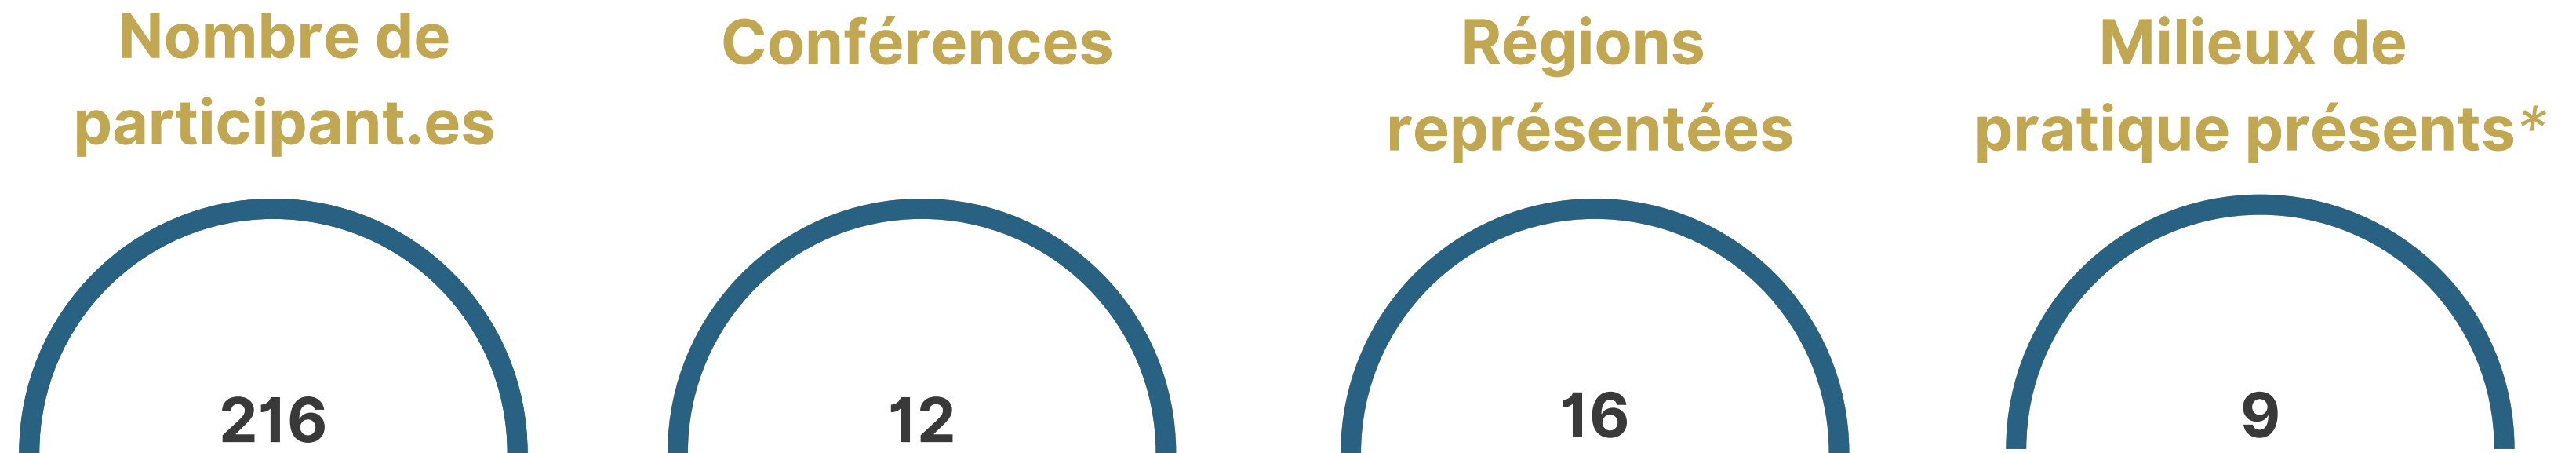 Nombre de
participant.es
216
Conférences
12
Régions
représentées
16
Milieux de
pratique présents*
9